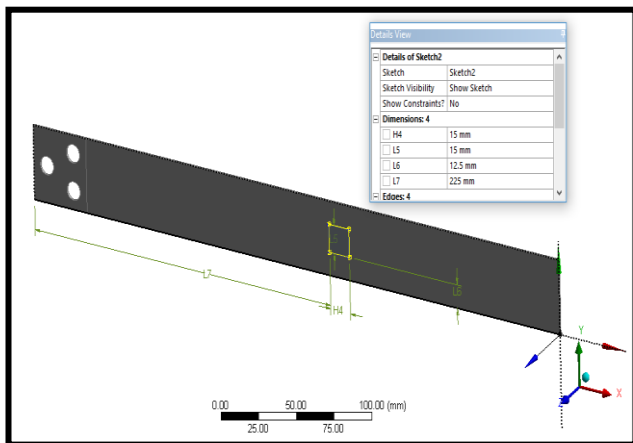 Details View
Details of Sketch2
Sketch Sketch2
Sketch Visibility Show Sketch
Show Constraints? No
Dimensions: 4
H4 15 mm
L5 15 mm
L6 12.5 mm
L7 225 mm
Edges: 4
L5
L6
L7
H4
Y
X
Z
0.00 50.00 100.00 (mm)
25.00 75.00